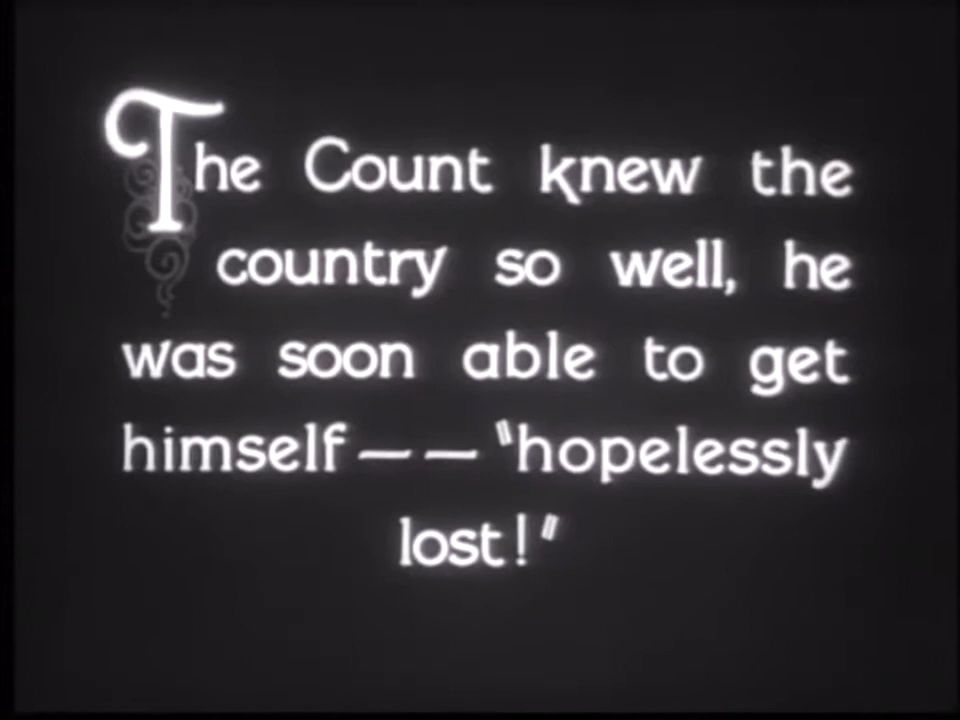 The Count knew the
country so well, he
was soon able to get
himself — — "hopelessly
lost!"